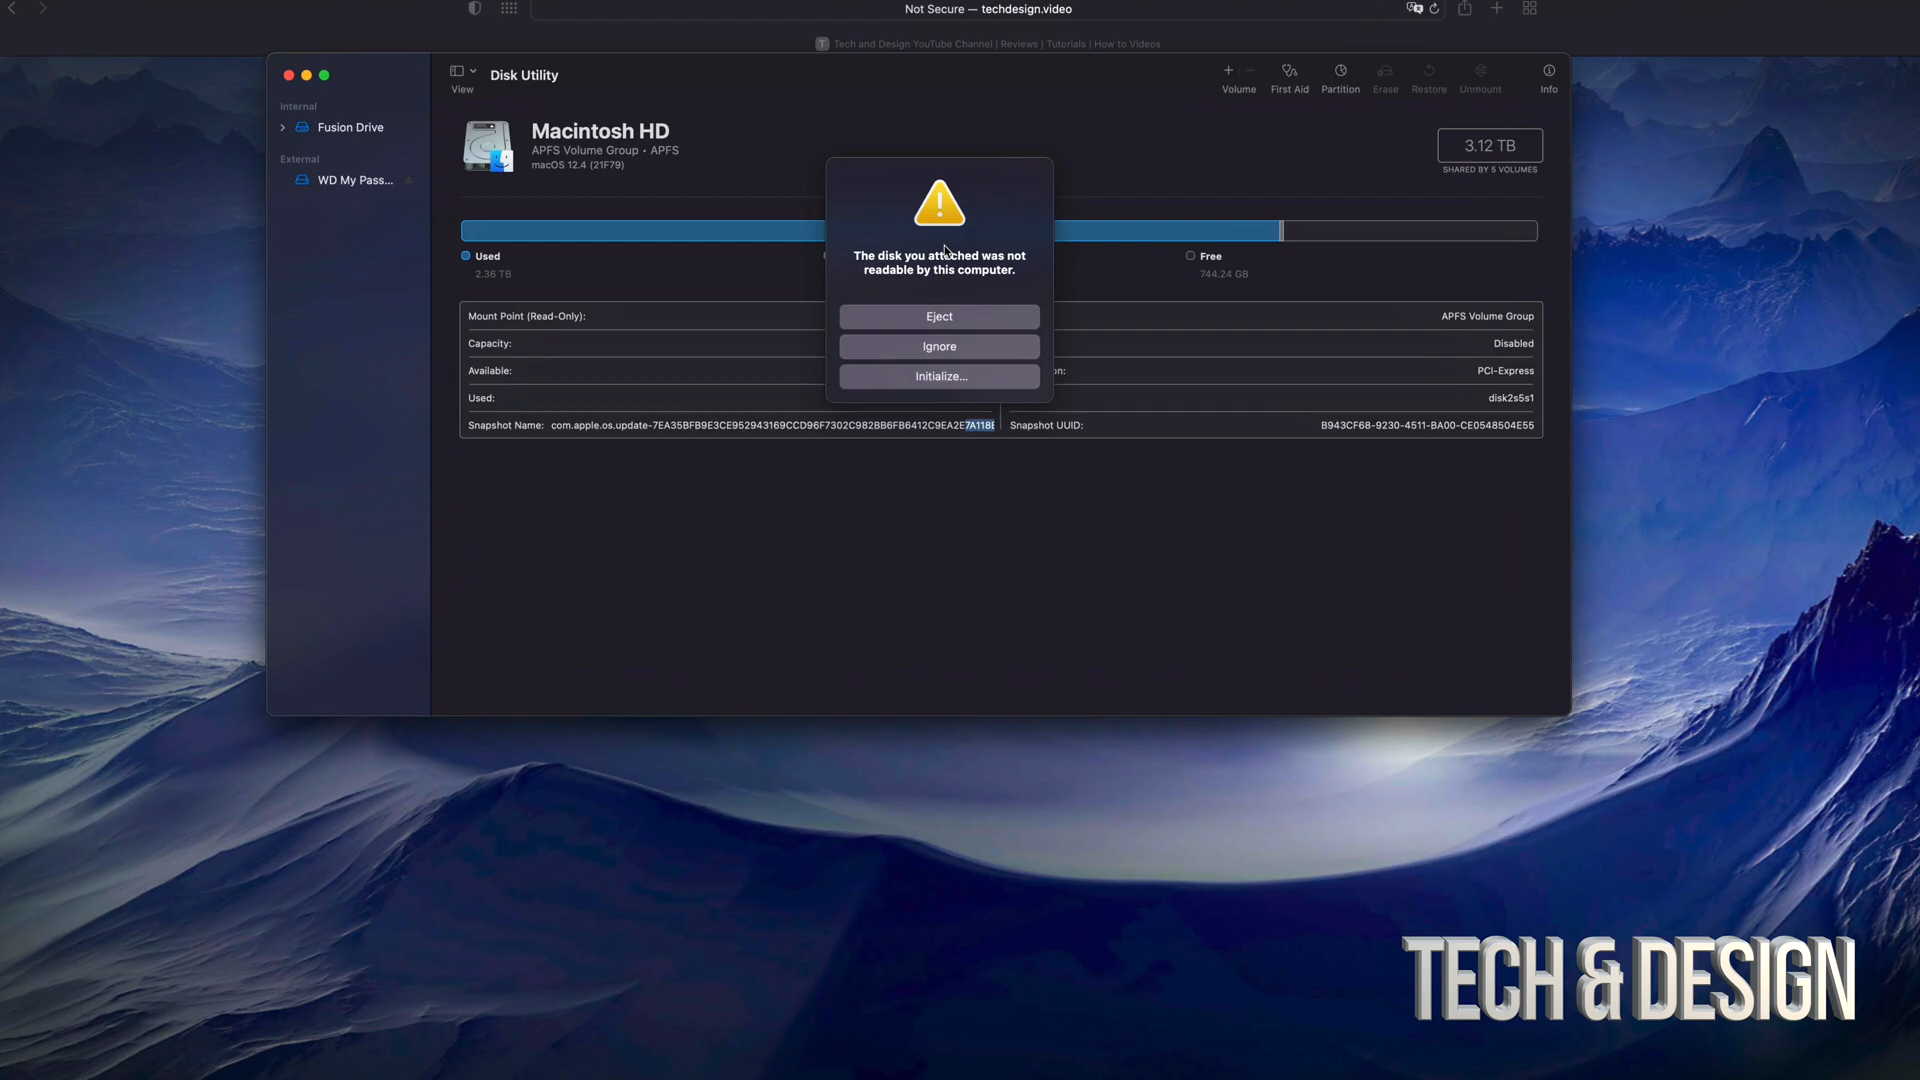 Not Secure — techdesign.video
T Tech and Design YouTube Channel | Reviews | Tutorials | How to Videos
Disk Utility
View
Volume
First Aid
Partition
Erase
Restore
Unmount
Info
Internal
Fusion Drive
External
WD My Pass...
Macintosh HD
APFS Volume Group • APFS
macOS 12.4 (21F79)
3.12 TB
SHARED BY 5 VOLUMES
Used
2.36 TB
Free
744.24 GB
The disk you attached was not
readable by this computer.
Eject
Ignore
Initialize...
Mount Point (Read-Only):
APFS Volume Group
Capacity:
Disabled
Available:
on:
PCI-Express
Used:
disk2s5s1
Snapshot Name: com.apple.os.update-7EA35BFB9E3CE952943169CCD96F7302C982BB6FB6412C9EA2E7A118E
Snapshot UUID: B943CF68-9230-4511-BA00-CE0548504E55
TECH & DESIGN